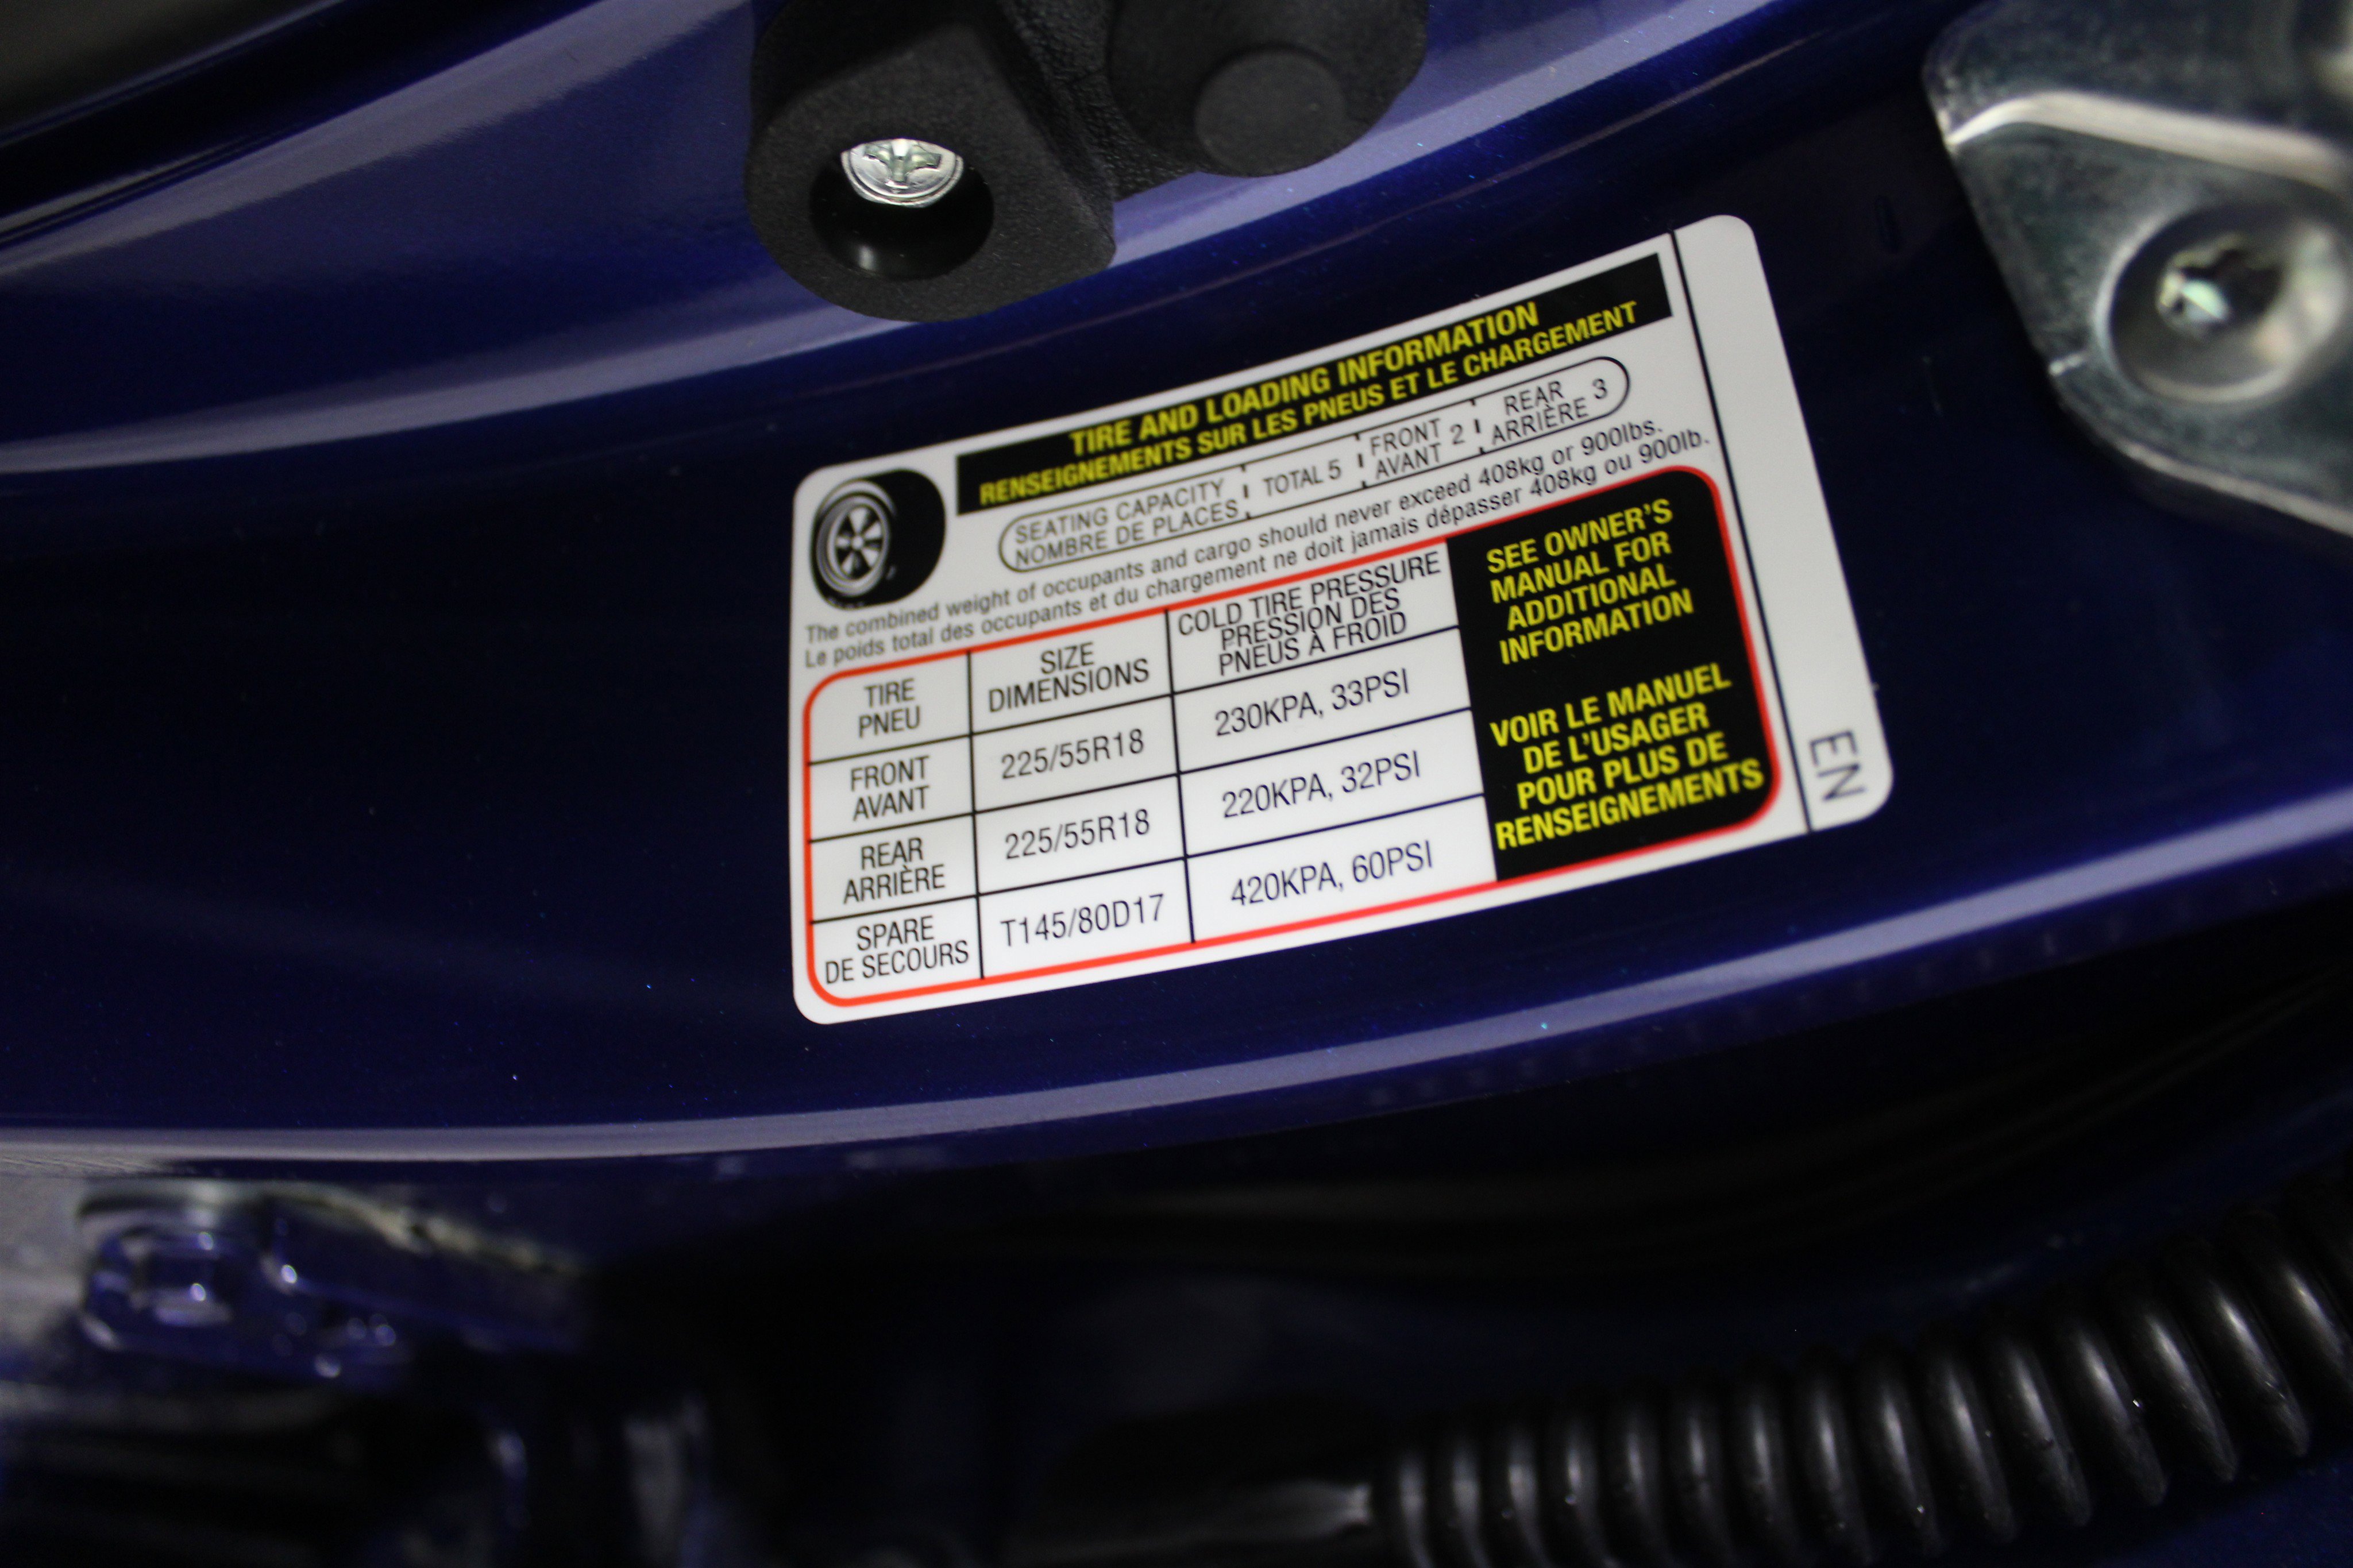 TIRE AND LOADING INFORMATION
RENSEIGNEMENTS SUR LES PNEUS ET LE CHARGEMENT
SEATING CAPACITY
NOMBRE DE PLACES
TOTAL 5
FRONT
AVANT
2
REAR
ARRIÈRE
3
The combined weight of occupants and cargo should never exceed 408kg or 900lbs.
Le poids total des occupants et du chargement ne doit jamais dépasser 408kg ou 900lb.
TIRE
PNEU
SIZE
DIMENSIONS
COLD TIRE PRESSURE
PRESSION DES
PNEUS À FROID
FRONT
AVANT
225/55R18
230KPA, 33PSI
REAR
ARRIÈRE
225/55R18
220KPA, 32PSI
SPARE
DE SECOURS
T145/80D17
420KPA, 60PSI
SEE OWNER'S
MANUAL FOR
ADDITIONAL
INFORMATION
VOIR LE MANUEL
DE L'USAGER
POUR PLUS DE
RENSEIGNEMENTS
EN